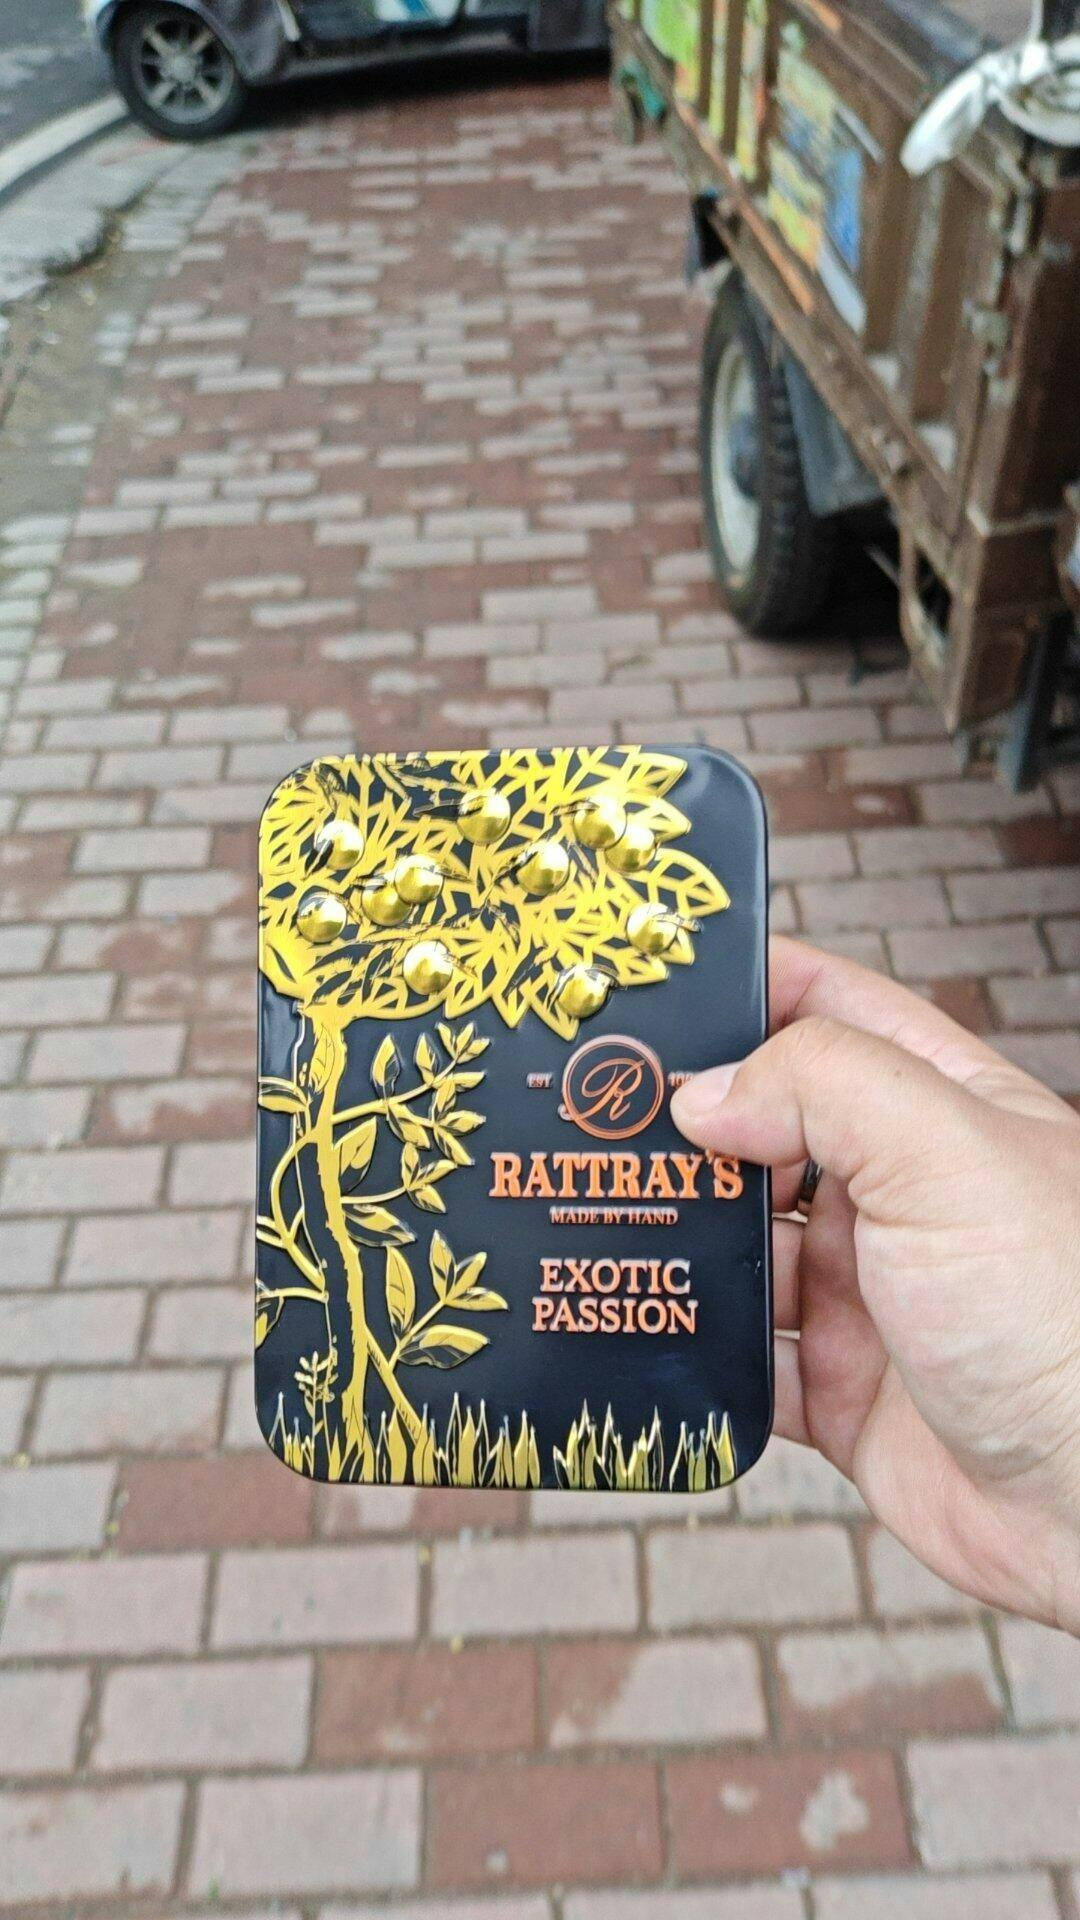 EST
R
RATTRAY'S
MADE BY HAND
EXOTIC
PASSION